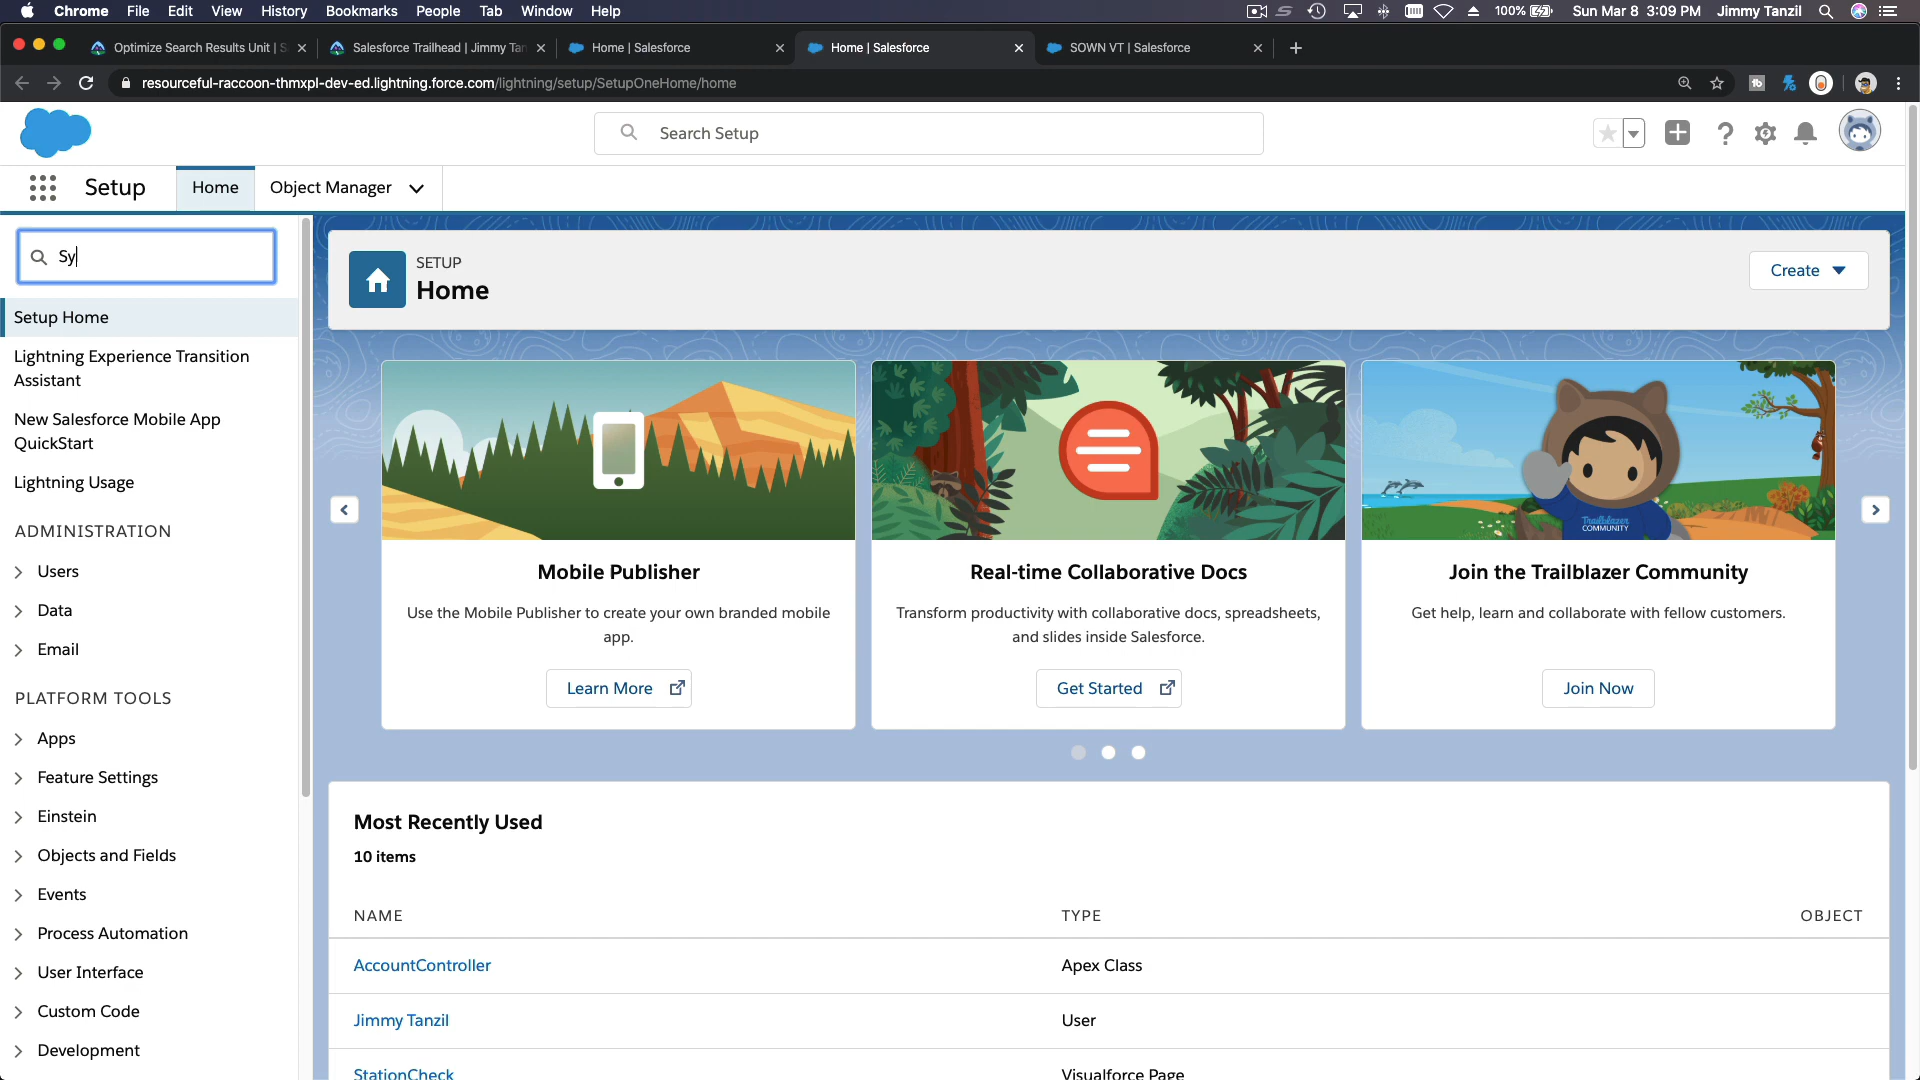 Chrome File Edit View History Bookmarks People Tab Window Help 100% Sun Mar 8 3:09 PM Jimmy Tanzil
Optimize Search Results Unit | S
Salesforce Trailhead | Jimmy Tan
Home | Salesforce
Home | Salesforce
SOWN VT | Salesforce
resourceful-raccoon-thmxpl-dev-ed.lightning.force.com/lightning/setup/SetupOneHome/home
Search Setup
Setup Home Object Manager
Sy
Setup Home
Lightning Experience Transition
Assistant
New Salesforce Mobile App
QuickStart
Lightning Usage
ADMINISTRATION
Users
Data
Email
PLATFORM TOOLS
Apps
Feature Settings
Einstein
Objects and Fields
Events
Process Automation
User Interface
Custom Code
Development
SETUP
Home
Create
Mobile Publisher
Use the Mobile Publisher to create your own branded mobile
app.
Learn More
Real-time Collaborative Docs
Transform productivity with collaborative docs, spreadsheets,
and slides inside Salesforce.
Get Started
Trailblazer
COMMUNITY
Join the Trailblazer Community
Get help, learn and collaborate with fellow customers.
Join Now
Most Recently Used
10 items
NAME TYPE OBJECT
AccountController Apex Class
Jimmy Tanzil User
StationCheck Visualforce Page